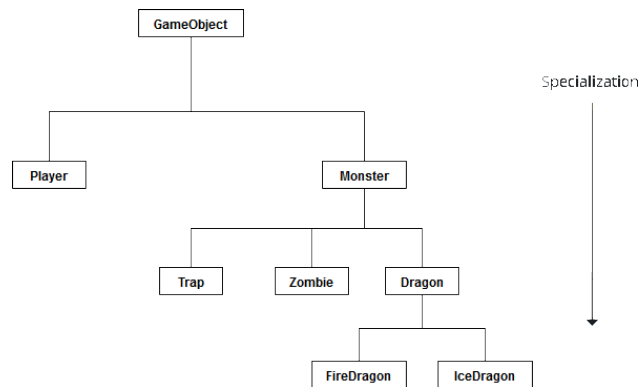 GameObject
Specialization
Player
Monster
Trap
Zombie
Dragon
FireDragon
IceDragon